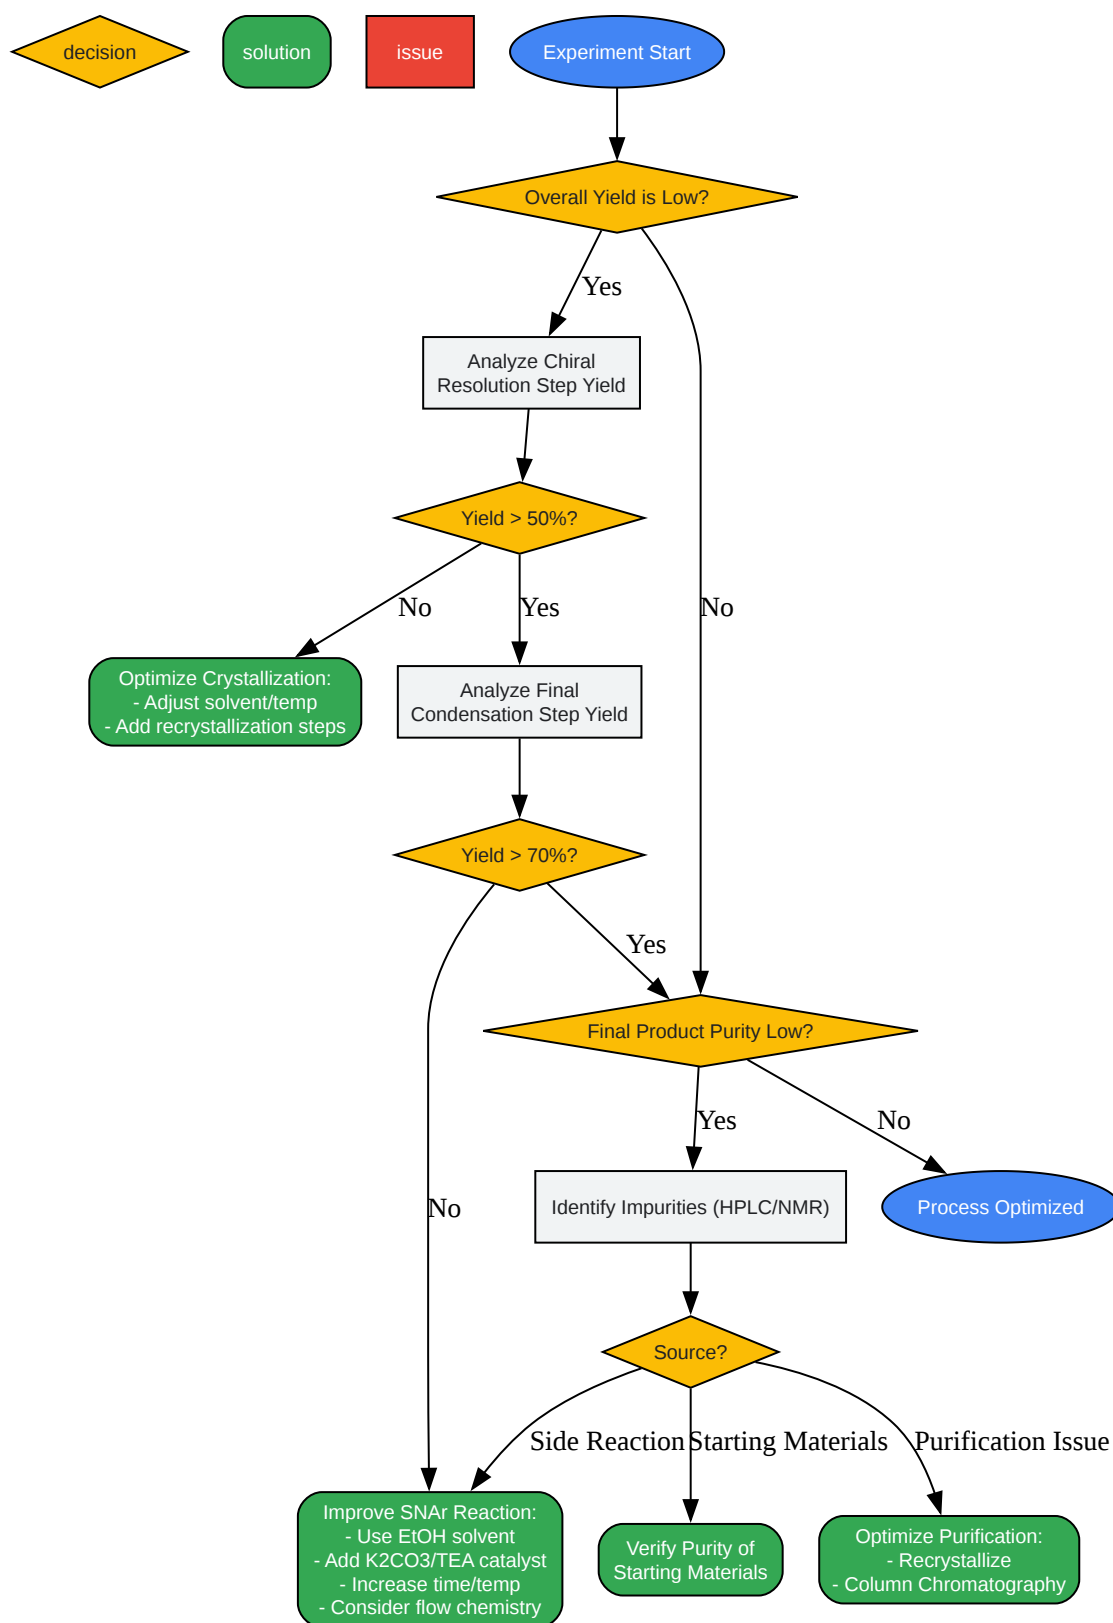 decision
solution
issue
Experiment Start
Overall Yield is Low?
Yes
Analyze Chiral
Resolution Step Yield
Yield > 50%?
No
Yes
No
Optimize Crystallization:
- Adjust solvent/temp
- Add recrystallization steps
Analyze Final
Condensation Step Yield
Yield > 70%?
Yes
Final Product Purity Low?
Yes
No
Identify Impurities (HPLC/NMR)
Process Optimized
No
Source?
Side Reaction
Starting Materials
Purification Issue
Improve SNAr Reaction:
- Use EtOH solvent
- Add K2CO3/TEA catalyst
- Increase time/temp
- Consider flow chemistry
Verify Purity of
Starting Materials
Optimize Purification:
- Recrystallize
- Column Chromatography